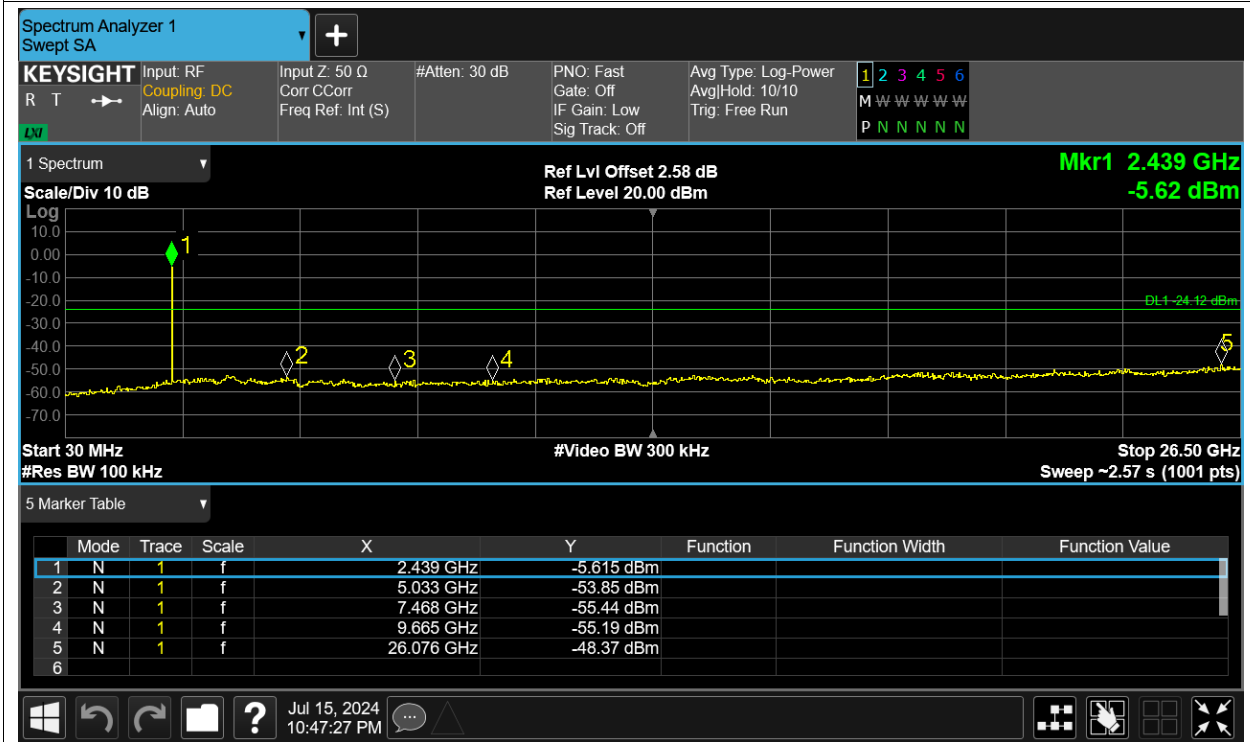 Spectrum Analyzer 1
Swept SA
KEYSIGHT Input: RF Input Z: 50 Ω #Atten: 30 dB PNO: Fast Avg Type: Log-Power 1 2 3 4 5 6
R T Coupling: DC Corr CCorr Gate: Off Avg|Hold: 10/10 M W W W W W
Align: Auto Freq Ref: Int (S) IF Gain: Low Trig: Free Run
LXI Sig Track: Off P N N N N N
1 Spectrum Ref Lvl Offset 2.58 dB Mkr1 2.439 GHz
Scale/Div 10 dB Ref Level 20.00 dBm -5.62 dBm
Log
10.0
1
0.00
-10.0
-20.0 DL1 -24.12 dBm
-30.0
-40.0 2 3 4 5
-50.0
-60.0
-70.0
Start 30 MHz #Video BW 300 kHz Stop 26.50 GHz
#Res BW 100 kHz Sweep ~2.57 s (1001 pts)
5 Marker Table
Mode Trace Scale X Y Function Function Width Function Value
1 N 1 f 2.439 GHz -5.615 dBm
2 N 1 f 5.033 GHz -53.85 dBm
3 N 1 f 7.468 GHz -55.44 dBm
4 N 1 f 9.665 GHz -55.19 dBm
5 N 1 f 26.076 GHz -48.37 dBm
6
? Jul 15, 2024
10:47:27 PM